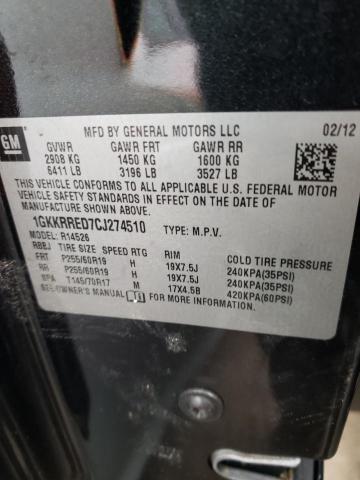 GM
MFD BY GENERAL MOTORS LLC 02/12
GVWR GAWR FRT GAWR RR
2908 KG 1450 KG 1600 KG
6411 LB 3196 LB 3527 LB
THIS VEHICLE CONFORMS TO ALL APPLICABLE U.S. FEDERAL MOTOR
VEHICLE SAFETY STANDARDS IN EFFECT ON THE DATE OF
MANUFACTURE SHOWN ABOVE.
1GKKRRED7CJ274510 TYPE: M.P.V.
MODEL: R14526
RBBJ TIRE SIZE SPEED RTG RIM COLD TIRE PRESSURE
FRT P255/60R19 H 19X7.5J 240KPA(35PSI)
RR P255/60R19 H 19X7.5J 240KPA(35PSI)
T145/70R17 M 17X4.5B 420KPA(60PSI)
SEE OWNER'S MANUAL